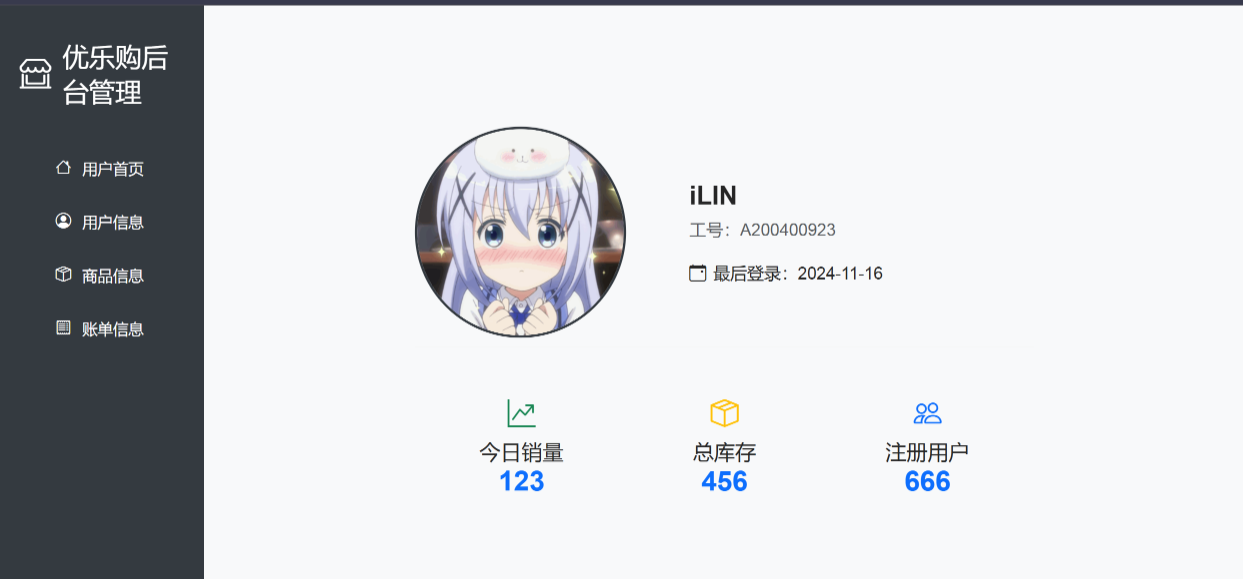 优乐购后
台管理
用户首页
用户信息
商品信息
账单信息
iLIN
工号：A200400923
最后登录：2024-11-16
今日销量
123
总库存
456
注册用户
666